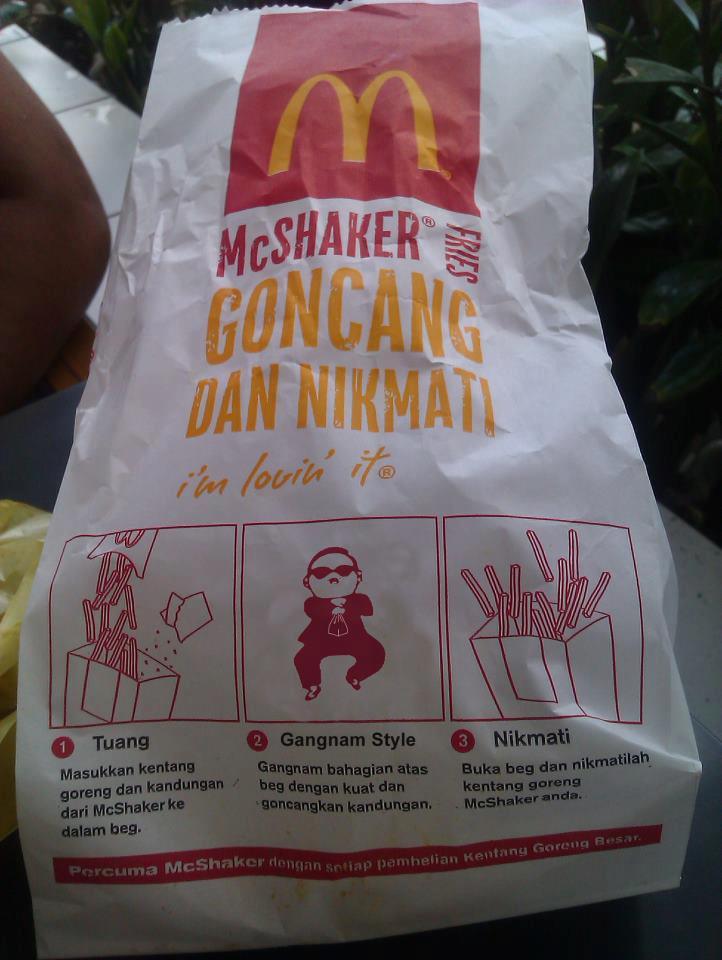 McSHAKER® FRIES
GONCANG
DAN NIKMATI
i'm lovin' it®
1 Tuang
Masukkan kentang
goreng dan kandungan
dari McShaker ke
dalam beg.
2 Gangnam Style
Gangnam bahagian atas
beg dengan kuat dan
goncangkan kandungan.
3 Nikmati
Buka beg dan nikmatilah
kentang goreng
McShaker anda.
Percuma McShaker dengan setiap pembelian Kentang Goreng Besar.